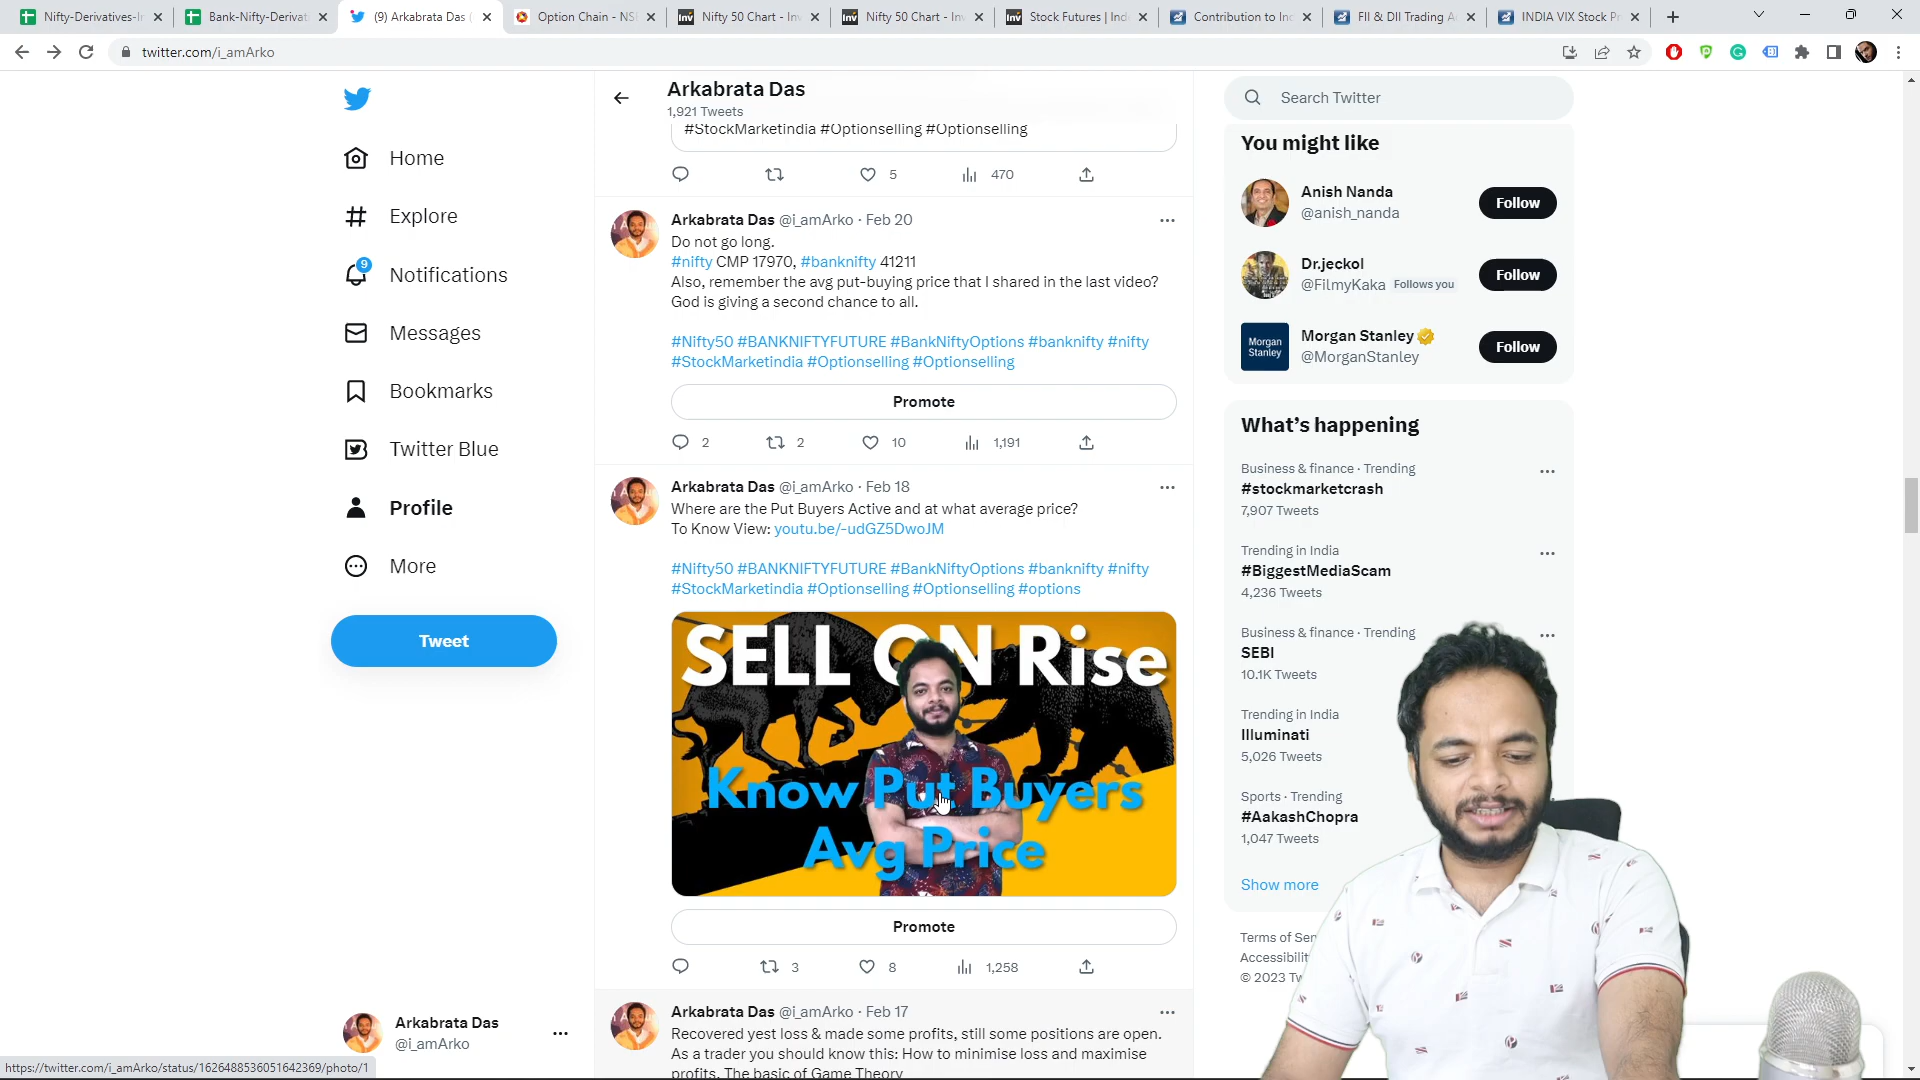 Nifty-Derivatives-I
Bank-Nifty-Derivat
(9) Arkabrata Das (
Option Chain - NS
Nifty 50 Chart - Inv
Nifty 50 Chart - Inv
Stock Futures | Ind
Contribution to Inc
FII & DII Trading A
INDIA VIX Stock Pr
twitter.com/i_amArko
Home
Explore
9
Notifications
Messages
Bookmarks
Twitter Blue
Profile
More
Tweet
Arkabrata Das
@i_amArko
https://twitter.com/i_amArko/status/1626488536051642369/photo/1
Arkabrata Das
1,921 Tweets
#StockMarketindia #Optionselling #Optionselling
5
470
Arkabrata Das @i_amArko · Feb 20
Do not go long.
#nifty CMP 17970, #banknifty 41211
Also, remember the avg put-buying price that I shared in the last video?
God is giving a second chance to all.
#Nifty50 #BANKNIFTYFUTURE #BankNiftyOptions #banknifty #nifty
#StockMarketindia #Optionselling #Optionselling
Promote
2
2
10
1,191
Arkabrata Das @i_amArko · Feb 18
Where are the Put Buyers Active and at what average price?
To Know View: youtu.be/-udGZ5DwoJM
#Nifty50 #BANKNIFTYFUTURE #BankNiftyOptions #banknifty #nifty
#StockMarketindia #Optionselling #Optionselling #options
SELL ON Rise
Know Put Buyers
Avg Price
Promote
3
8
1,258
Arkabrata Das @i_amArko · Feb 17
Recovered yest loss & made some profits, still some positions are open.
As a trader you should know this: How to minimise loss and maximise
profits. The basic of Game Theory
Search Twitter
You might like
Anish Nanda
@anish_nanda
Follow
Dr.jeckol
@FilmyKaka Follows you
Follow
Morgan Stanley
Morgan Stanley
@MorganStanley
Follow
What's happening
Business & finance · Trending
#stockmarketcrash
7,907 Tweets
Trending in India
#BiggestMediaScam
4,236 Tweets
Business & finance · Trending
SEBI
10.1K Tweets
Trending in India
Illuminati
5,026 Tweets
Sports · Trending
#AakashChopra
1,047 Tweets
Show more
Terms of Ser
Accessibilit
© 2023 Tw